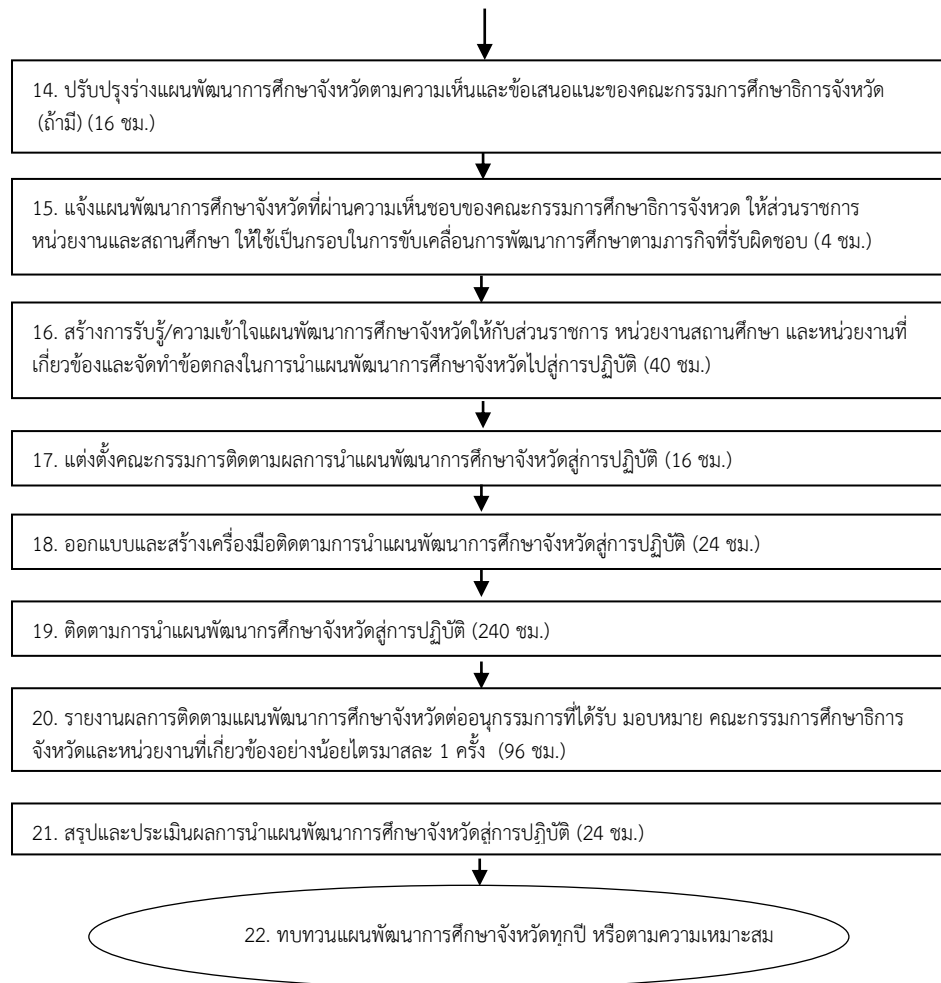 14. ปรับปรุงร่างแผนพัฒนาการศึกษาจังหวัดตามความเห็นและข้อเสนอแนะของคณะกรรมการศึกษาธิการจังหวัด
(ถ้ามี) (16 ชม.)
15. แจ้งแผนพัฒนาการศึกษาจังหวัดที่ผ่านความเห็นชอบของคณะกรรมการศึกษาธิการจังหวด ให้ส่วนราชการ
หน่วยงานและสถานศึกษา ให้ใช้เป็นกรอบในการขับเคลื่อนการพัฒนาการศึกษาตามภารกิจที่รับผิดชอบ (4 ชม.)
16. สร้างการรับรู้/ความเข้าใจแผนพัฒนาการศึกษาจังหวัดให้กับส่วนราชการ หน่วยงานสถานศึกษา และหน่วยงานที่
เกี่ยวข้องและจัดทำข้อตกลงในการนำแผนพัฒนาการศึกษาจังหวัดไปสู่การปฏิบัติ (40 ชม.)
17. แต่งตั้งคณะกรรมการติดตามผลการนำแผนพัฒนาการศึกษาจังหวัดสู่การปฏิบัติ (16 ชม.)
18. ออกแบบและสร้างเครื่องมือติดตามการนำแผนพัฒนาการศึกษาจังหวัดสู่การปฏิบัติ (24 ชม.)
19. ติดตามการนำแผนพัฒนากรศึกษาจังหวัดสู่การปฏิบัติ (240 ชม.)
20. รายงานผลการติดตามแผนพัฒนาการศึกษาจังหวัดต่ออนุกรรมการที่ได้รับ มอบหมาย คณะกรรมการศึกษาธิการ
จังหวัดและหน่วยงานที่เกี่ยวข้องอย่างน้อยไตรมาสละ 1 ครั้ง (96 ชม.)
21. สรุปและประเมินผลการนำแผนพัฒนาการศึกษาจังหวัดสู่การปฏิบัติ (24 ชม.)
22. ทบทวนแผนพัฒนาการศึกษาจังหวัดทุกปี หรือตามความเหมาะสม